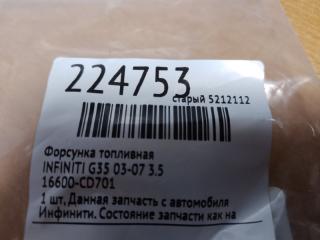 224753
старый 5212112
Форсунка топливная
INFINITI G35 03-07 3.5
16600-CD701
1 шт, Данная запчасть с автомобиля
Инфинити. Состояние запчасти как на